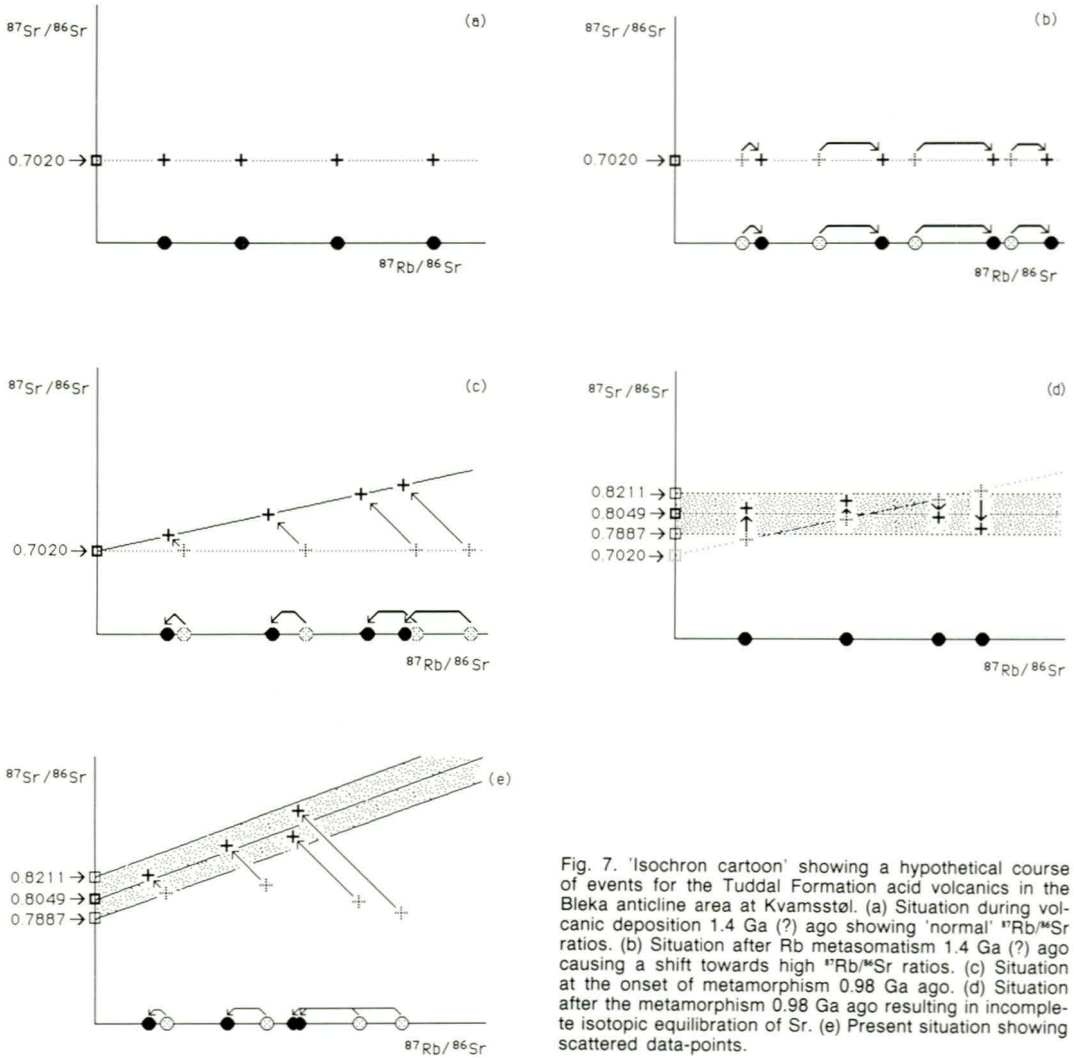 ⁸⁷Sr/⁸⁶Sr
(a)
0.7020
⁸⁷Rb/⁸⁶Sr
⁸⁷Sr/⁸⁶Sr
(b)
0.7020
⁸⁷Rb/⁸⁶Sr
⁸⁷Sr/⁸⁶Sr
(c)
0.7020
⁸⁷Rb/⁸⁶Sr
⁸⁷Sr/⁸⁶Sr
(d)
0.8211
0.8049
0.7887
0.7020
⁸⁷Rb/⁸⁶Sr
⁸⁷Sr/⁸⁶Sr
(e)
0.8211
0.8049
0.7887
⁸⁷Rb/⁸⁶Sr
Fig. 7. 'Isochron cartoon' showing a hypothetical course
of events for the Tuddal Formation acid volcanics in the
Bleka anticline area at Kvamsstøl. (a) Situation during vol-
canic deposition 1.4 Ga (?) ago showing 'normal' ⁸⁷Rb/⁸⁶Sr
ratios. (b) Situation after Rb metasomatism 1.4 Ga (?) ago
causing a shift towards high ⁸⁷Rb/⁸⁶Sr ratios. (c) Situation
at the onset of metamorphism 0.98 Ga ago. (d) Situation
after the metamorphism 0.98 Ga ago resulting in incomple-
te isotopic equilibration of Sr. (e) Present situation showing
scattered data-points.